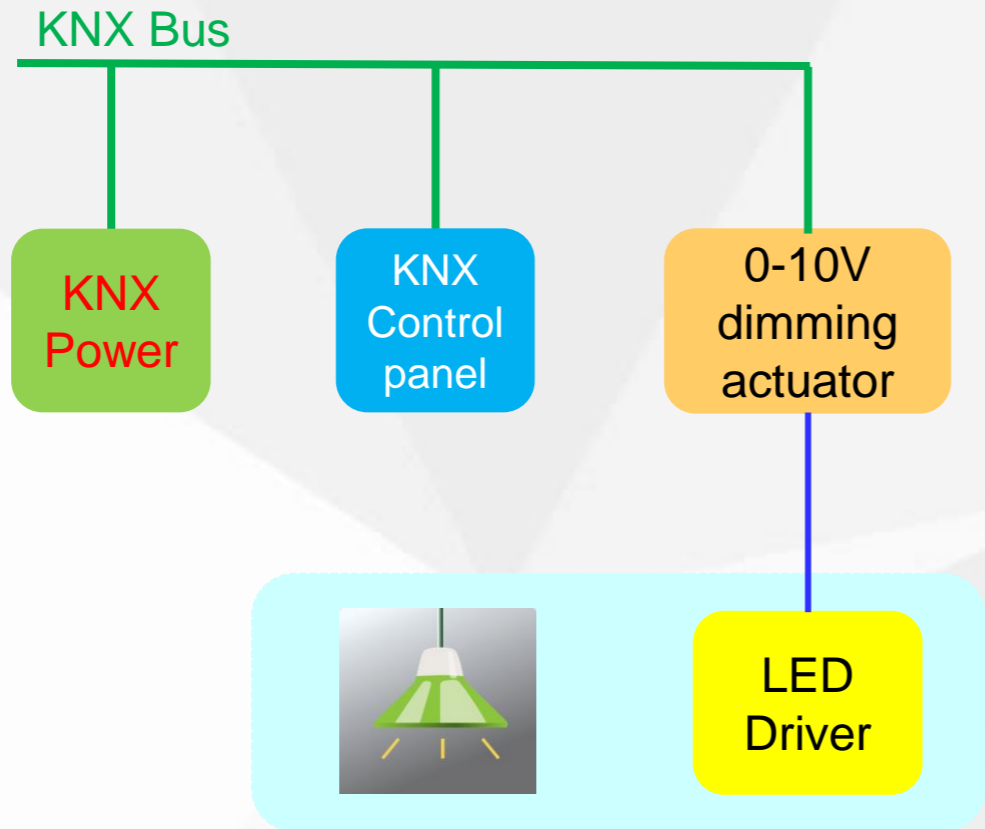 KNX Bus
KNX
Power
KNX
Control
panel
0-10V
dimming
actuator
LED
Driver